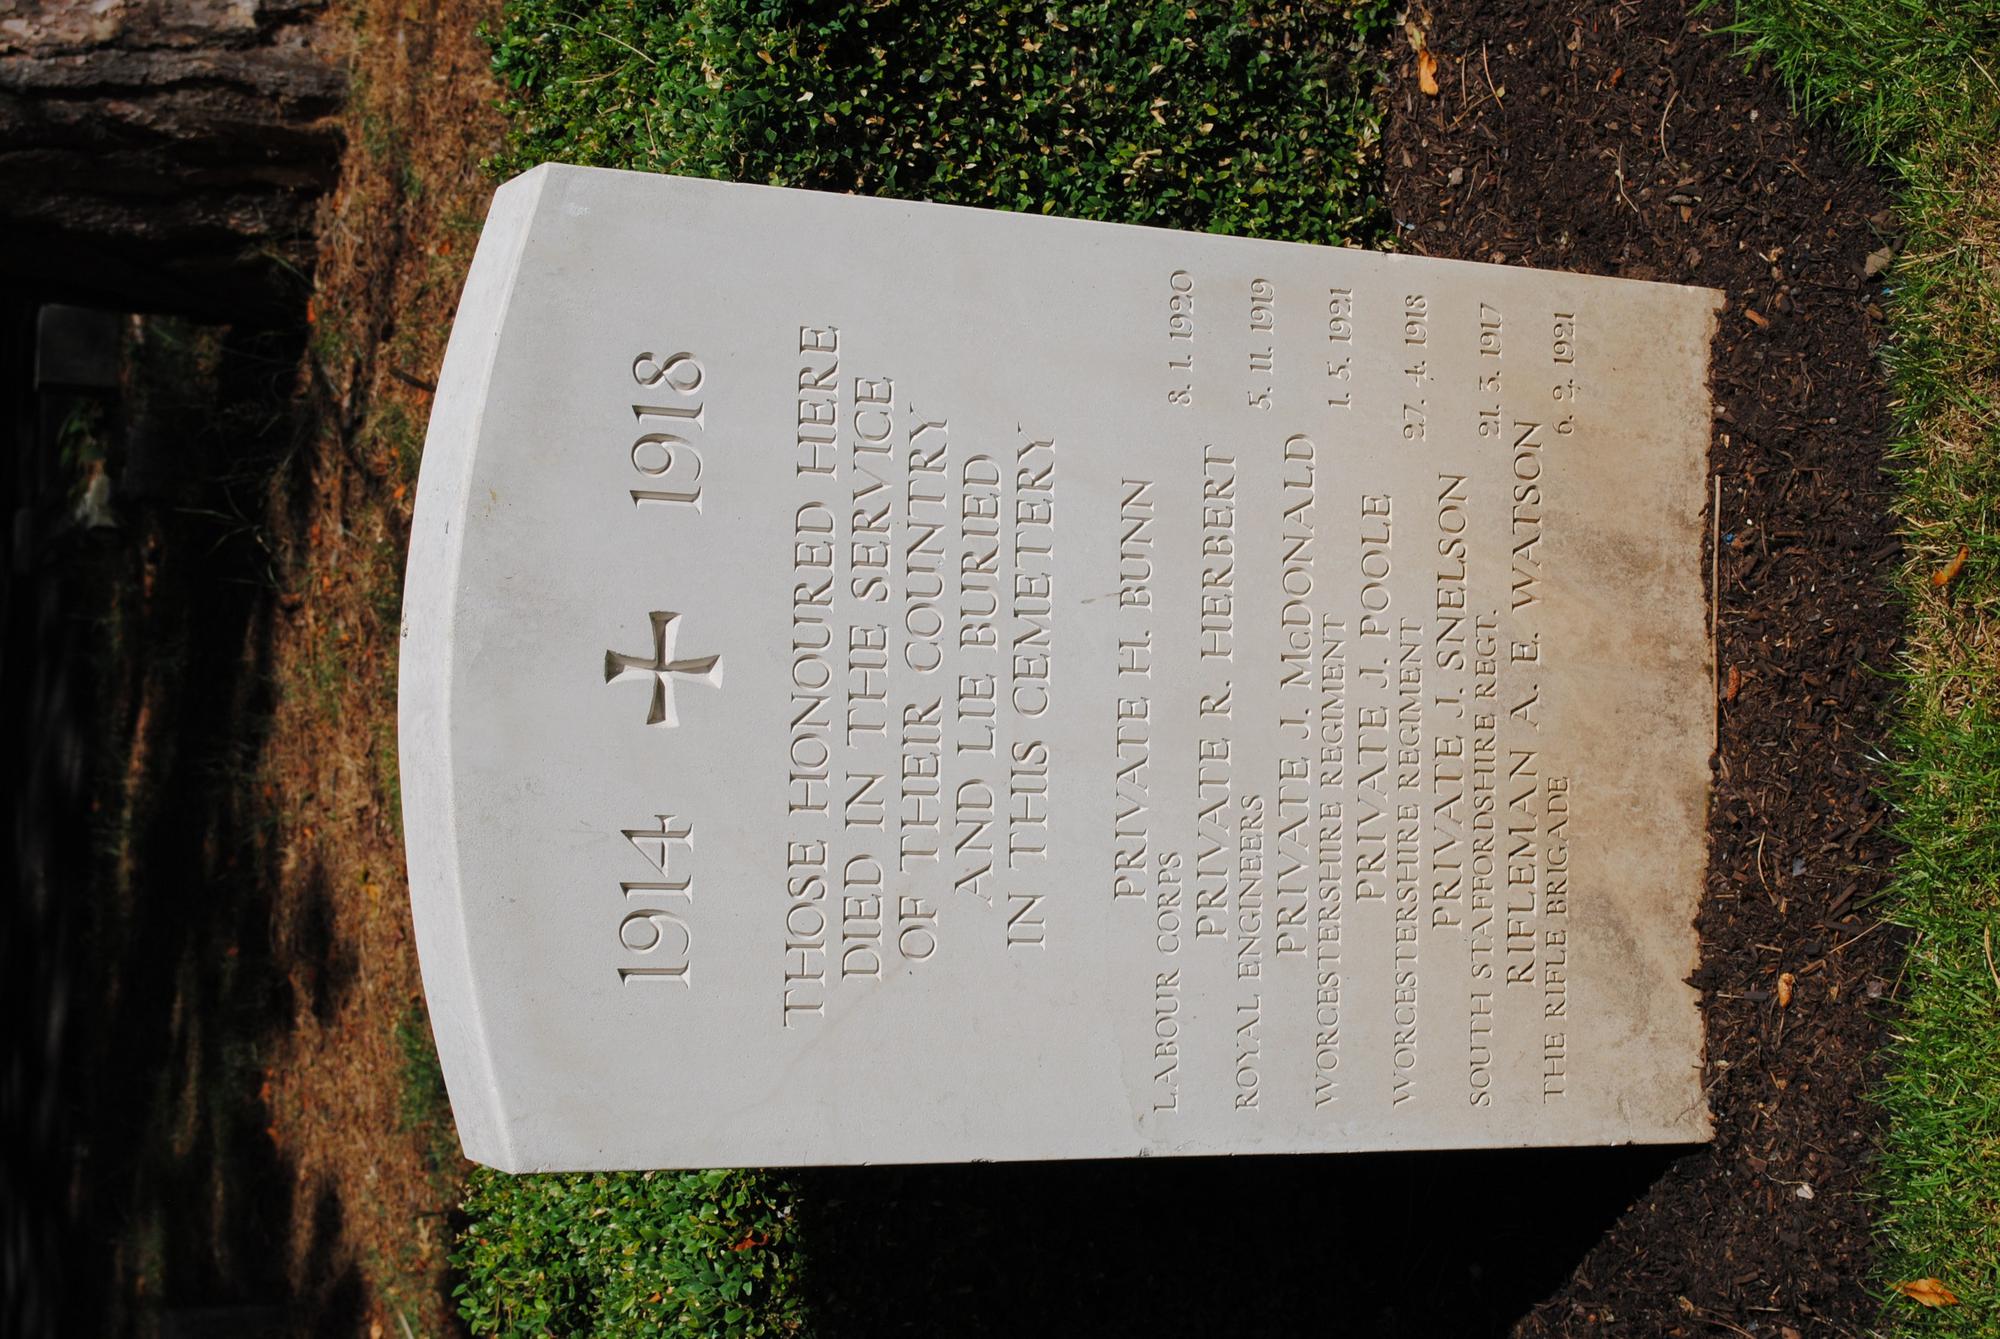 1914 1918
THOSE HONOURED HERE
DIED IN THE SERVICE
OF THEIR COUNTRY
AND LIE BURIED
IN THIS CEMETERY
PRIVATE H. BUNN
LABOUR CORPS 8. 1. 1920
PRIVATE R. HERBERT
ROYAL ENGINEERS 5. 11. 1919
PRIVATE J. McDONALD
WORCESTERSHIRE REGIMENT 1. 5. 1921
PRIVATE J. POOLE
WORCESTERSHIRE REGIMENT 27. 4. 1918
PRIVATE J. SNELSON
SOUTH STAFFORDSHIRE REGT. 21. 3. 1917
RIFLEMAN A. E. WATSON
THE RIFLE BRIGADE 6. 2. 1921